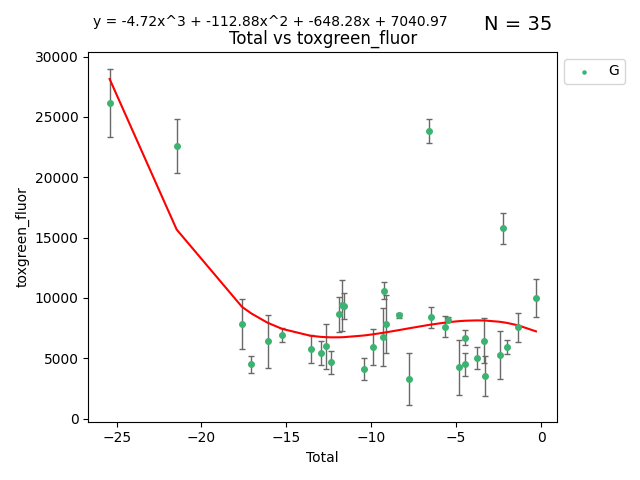 y = -4.72x^3 + -112.88x^2 + -648.28x + 7040.97
N = 35
Total vs toxgreen_fluor
G
30000
25000
20000
15000
10000
5000
0
toxgreen_fluor
−25 −20 −15 −10 −5 0
Total